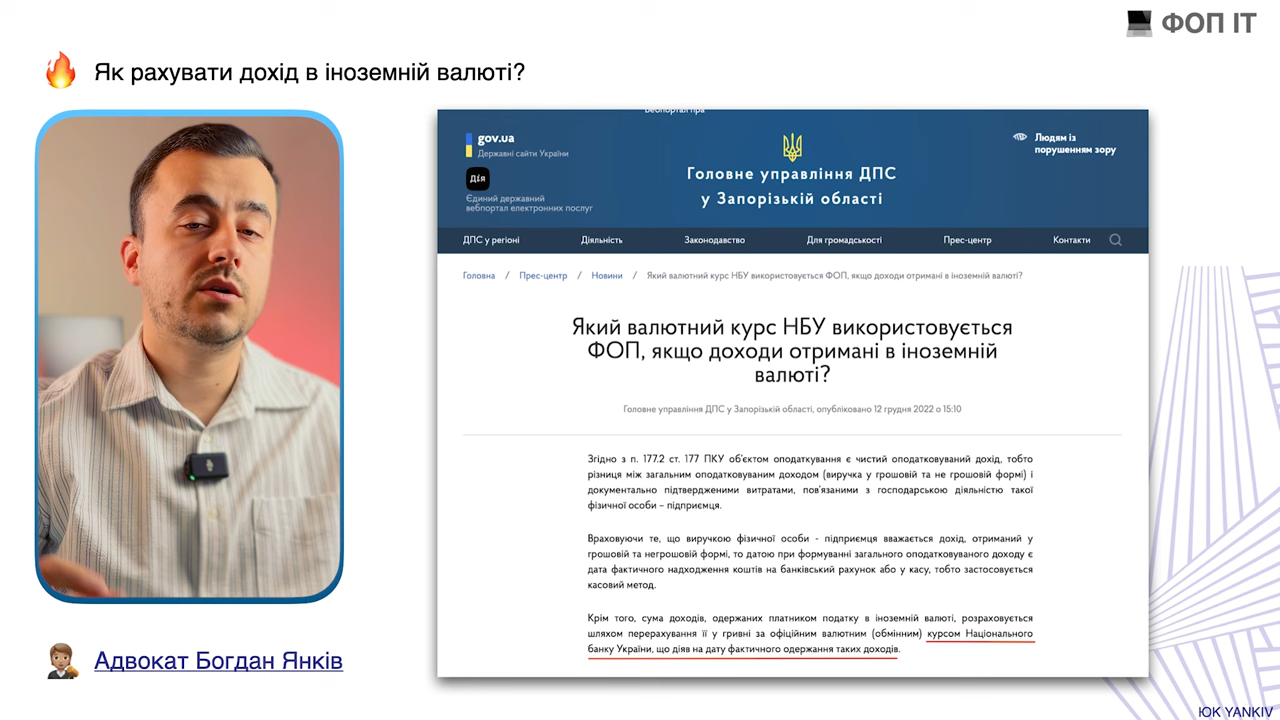 ФОП ІТ
Як рахувати дохід в іноземній валюті?
gov.ua
Державні сайти України
Дія
Єдиний державний
вебпортал електронних послуг
Головне управління ДПС
у Запорізькій області
Людям із
порушенням зору
ДПС у регіоні
Діяльність
Законодавство
Для громадськості
Прес-центр
Контакти
Головна / Прес-центр / Новини / Який валютний курс НБУ використовується ФОП, якщо доходи отримані в іноземній валюті?
Який валютний курс НБУ використовується
ФОП, якщо доходи отримані в іноземній
валюті?
Головне управління ДПС у Запорізькій області, опубліковано 12 грудня 2022 о 15:10
Згідно з п. 177.2 ст. 177 ПКУ об’єктом оподаткування є чистий оподатковуваний дохід, тобто
різниця між загальним оподатковуваним доходом (виручка у грошовій та не грошовій формі) і
документально підтвердженими витратами, пов’язаними з господарською діяльністю такої
фізичної особи – підприємця.
Враховуючи те, що виручкою фізичної особи - підприємця вважається дохід, отриманий у
грошовій та негрошовій формі, то датою при формуванні загального оподатковуваного доходу є
дата фактичного надходження коштів на банківський рахунок або у касу, тобто застосовується
касовий метод.
Крім того, сума доходів, одержаних платником податку в іноземній валюті, розраховується
шляхом перерахування її у гривні за офіційним валютним (обмінним) курсом Національного
банку України, що діяв на дату фактичного одержання таких доходів.
Адвокат Богдан Янків
ЮК YANKIV